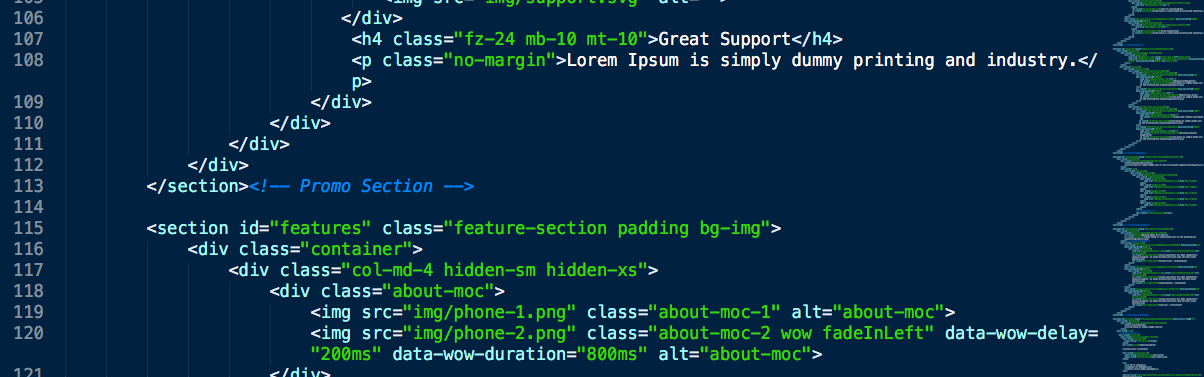 105 <img src="img/support.svg" alt="">
106 </div>
107 <h4 class="fz-24 mb-10 mt-10">Great Support</h4>
108 <p class="no-margin">Lorem Ipsum is simply dummy printing and industry.</
p>
109 </div>
110 </div>
111 </div>
112 </div>
113 </section><!-- Promo Section -->
114
115 <section id="features" class="feature-section padding bg-img">
116 <div class="container">
117 <div class="col-md-4 hidden-sm hidden-xs">
118 <div class="about-moc">
119 <img src="img/phone-1.png" class="about-moc-1" alt="about-moc">
120 <img src="img/phone-2.png" class="about-moc-2 wow fadeInLeft" data-wow-delay=
"200ms" data-wow-duration="800ms" alt="about-moc">
121 </div>